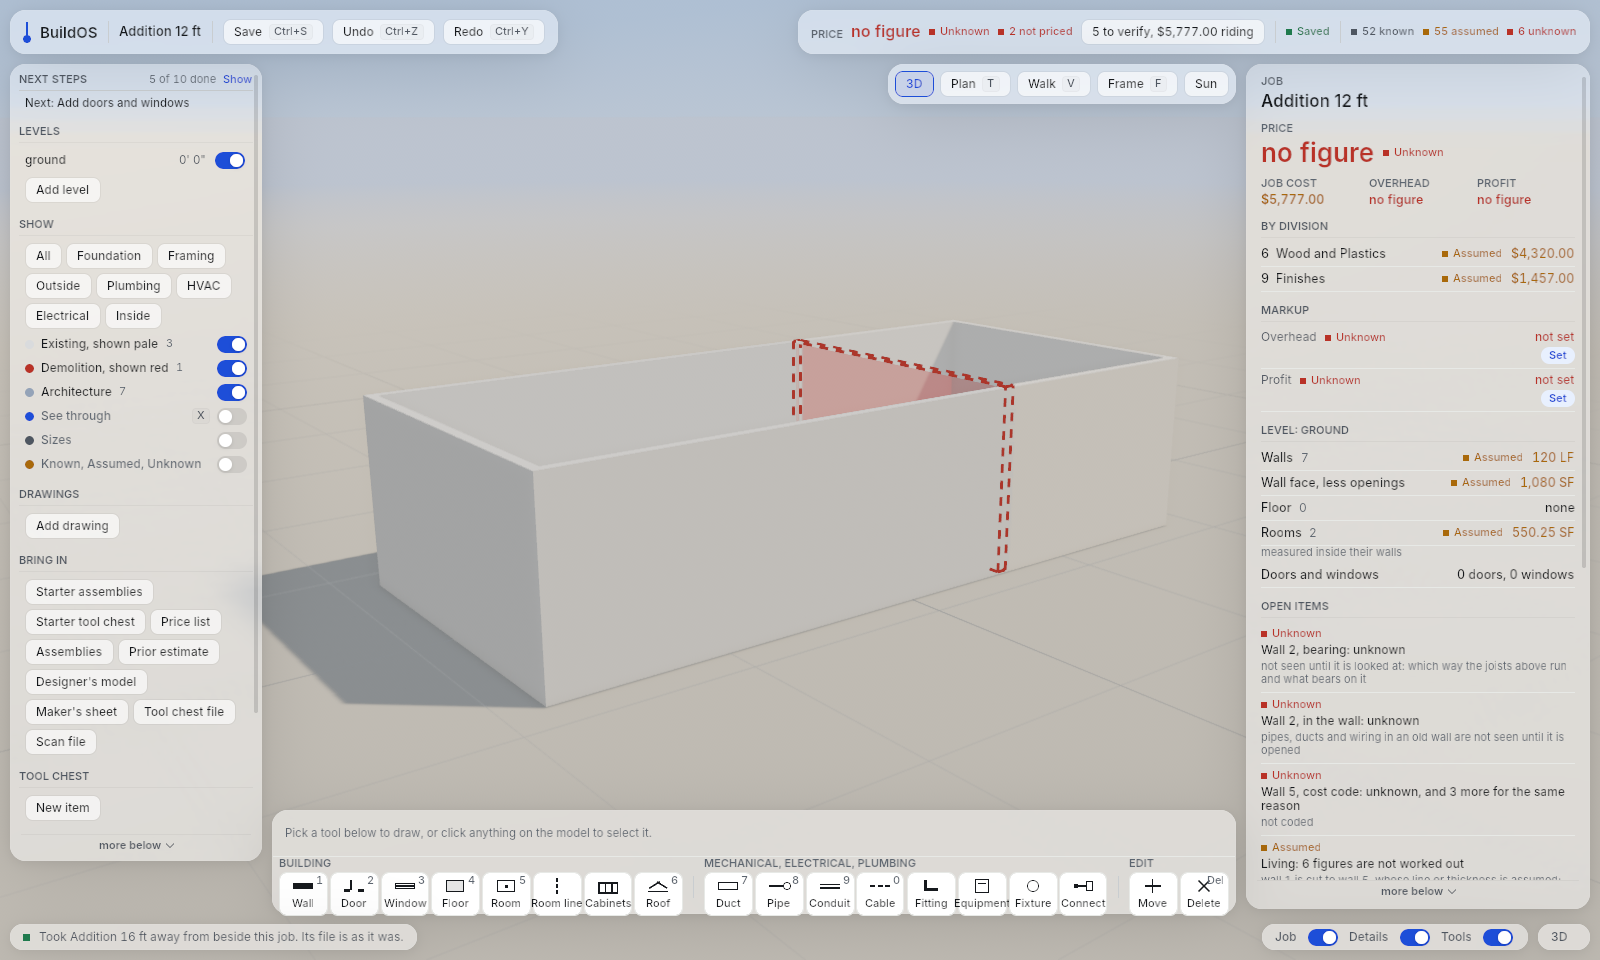 BuildOS Addition 12 ft Save Ctrl+S Undo Ctrl+Z Redo Ctrl+Y
PRICE no figure Unknown 2 not priced 5 to verify, $5,777.00 riding Saved 52 known 55 assumed 6 unknown
NEXT STEPS 5 of 10 done Show
Next: Add doors and windows
LEVELS
ground 0' 0"
Add level
SHOW
All Foundation Framing
Outside Plumbing HVAC
Electrical Inside
Existing, shown pale 3
Demolition, shown red 1
Architecture 7
See through X
Sizes
Known, Assumed, Unknown
DRAWINGS
Add drawing
BRING IN
Starter assemblies
Starter tool chest Price list
Assemblies Prior estimate
Designer's model
Maker's sheet Tool chest file
Scan file
TOOL CHEST
New item
more below
3D Plan T Walk V Frame F Sun
JOB
Addition 12 ft
PRICE
no figure Unknown
JOB COST OVERHEAD PROFIT
$5,777.00 no figure no figure
BY DIVISION
6 Wood and Plastics Assumed $4,320.00
9 Finishes Assumed $1,457.00
MARKUP
Overhead Unknown not set
Set
Profit Unknown not set
Set
LEVEL: GROUND
Walls 7 Assumed 120 LF
Wall face, less openings Assumed 1,080 SF
Floor 0 none
Rooms 2 Assumed 550.25 SF
measured inside their walls
Doors and windows 0 doors, 0 windows
OPEN ITEMS
Unknown
Wall 2, bearing: unknown
not seen until it is looked at: which way the joists above run
and what bears on it
Unknown
Wall 2, in the wall: unknown
pipes, ducts and wiring in an old wall are not seen until it is
opened
Unknown
Wall 5, cost code: unknown, and 3 more for the same
reason
not coded
Assumed
Living: 6 figures are not worked out
wall 1 is cut to wall 5, whose line or thickness is assumed;
more below
Pick a tool below to draw, or click anything on the model to select it.
BUILDING MECHANICAL, ELECTRICAL, PLUMBING EDIT
1 2 3 4 5 6 7 8 9 0 Del
Wall Door Window Floor Room Room line Cabinets Roof Duct Pipe Conduit Cable Fitting Equipment Fixture Connect Move Delete
Took Addition 16 ft away from beside this job. Its file is as it was.
Job Details Tools 3D